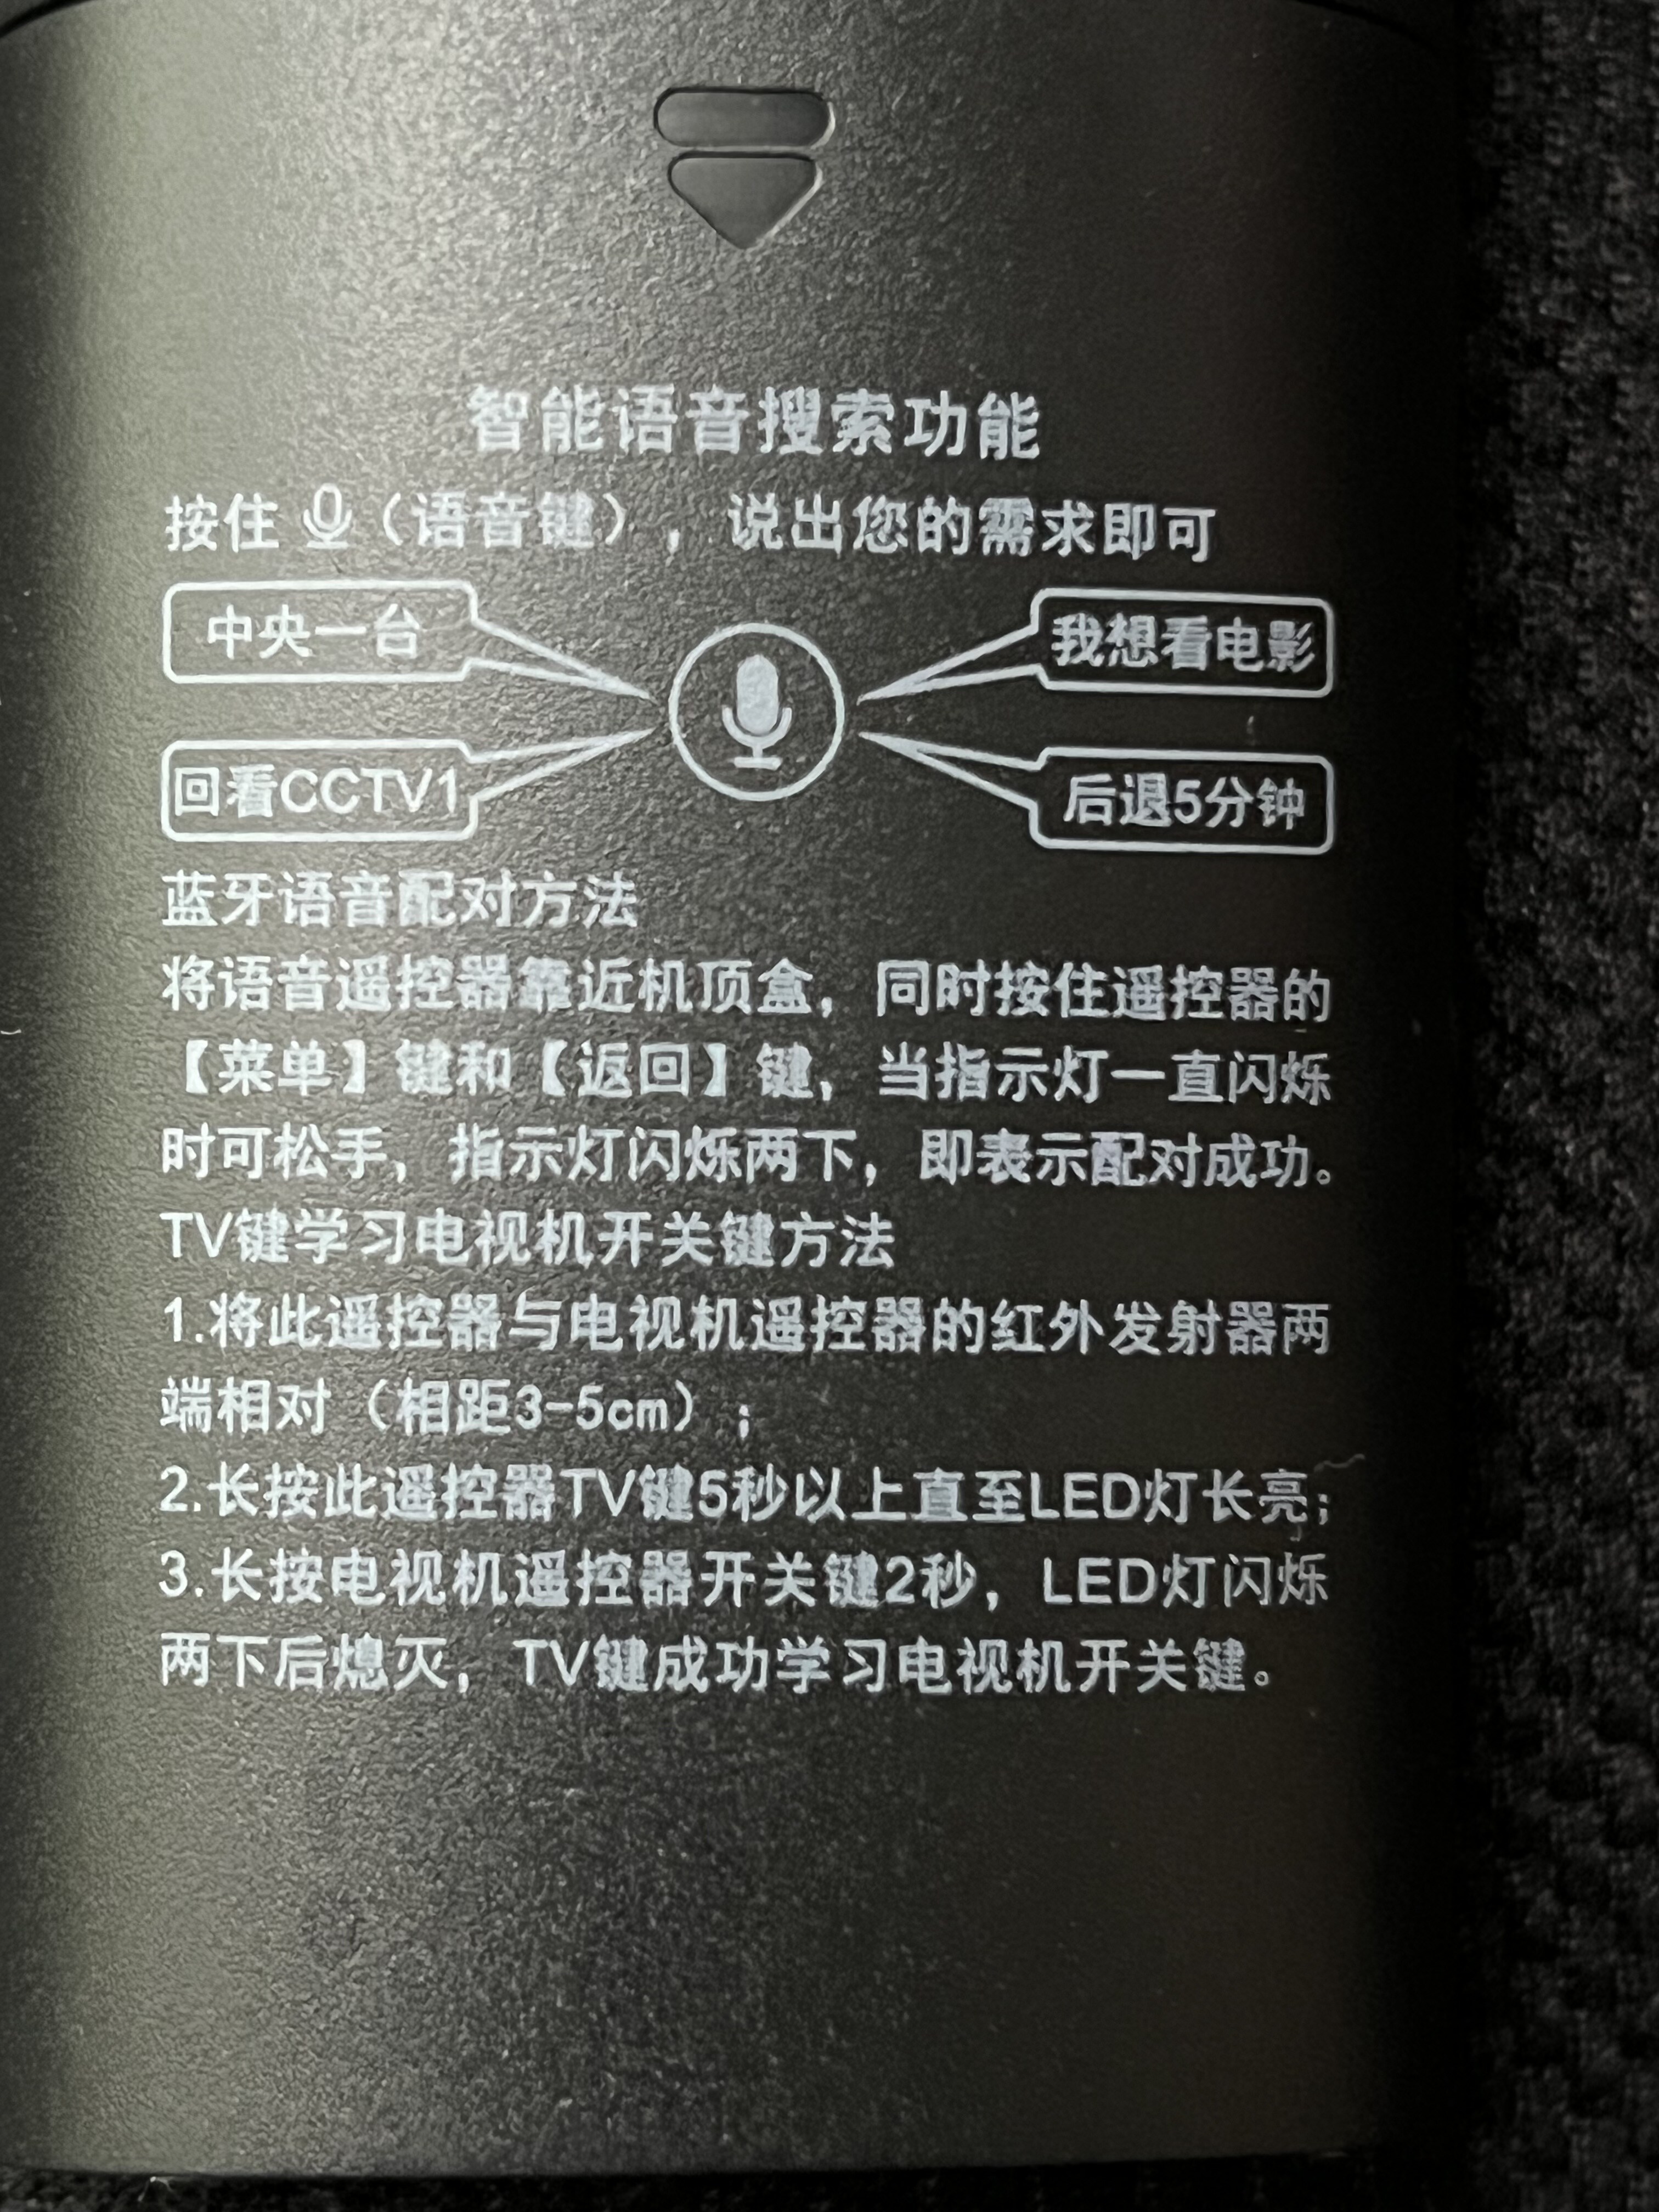 智能语音搜索功能
按住（语音键），说出您的需求即可
中央一台
我想看电影
回看CCTV1
后退5分钟
蓝牙语音配对方法
将语音遥控器靠近机顶盒，同时按住遥控器的
【菜单】键和【返回】键，当指示灯一直闪烁
时可松手，指示灯闪烁两下，即表示配对成功。
TV键学习电视机开关键方法
1.将此遥控器与电视机遥控器的红外发射器两
端相对（相距3-5cm）；
2.长按此遥控器TV键5秒以上直至LED灯长亮；
3.长按电视机遥控器开关键2秒，LED灯闪烁
两下后熄灭，TV键成功学习电视机开关键。